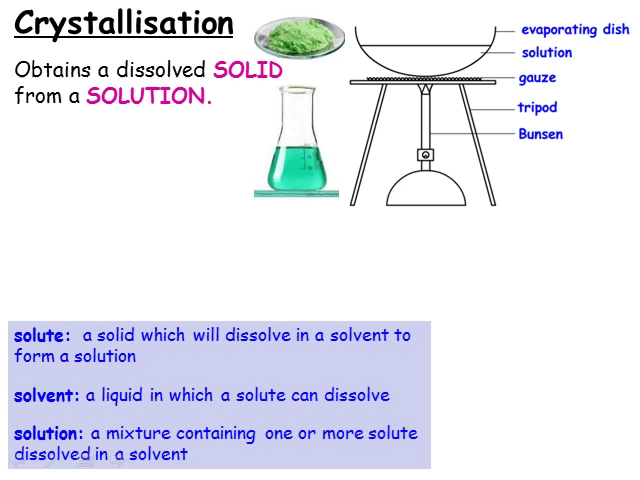 Crystallisation
Obtains a dissolved SOLID
from a SOLUTION.
evaporating dish
solution
gauze
tripod
Bunsen
solute: a solid which will dissolve in a solvent to
form a solution
solvent: a liquid in which a solute can dissolve
solution: a mixture containing one or more solute
dissolved in a solvent